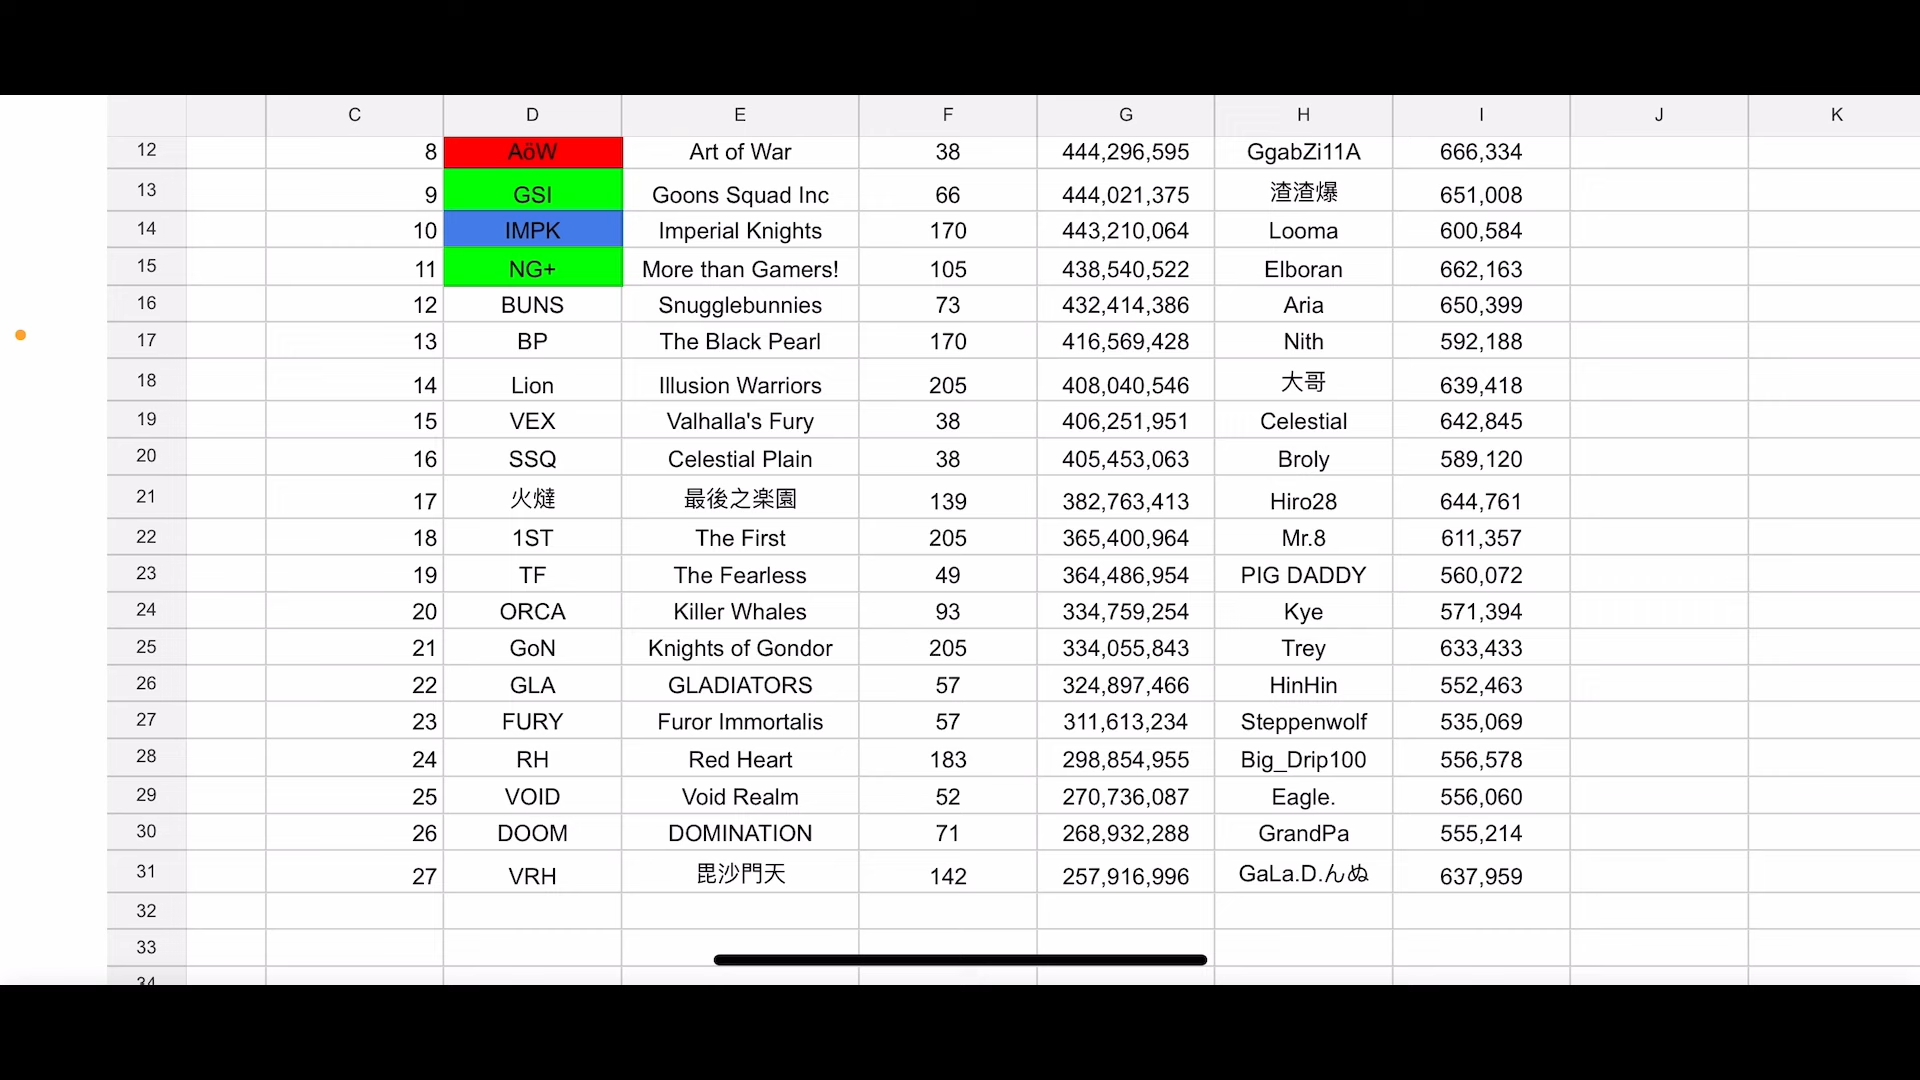 C D E F G H I J K
12 8 AöW Art of War 38 444,296,595 GgabZi11A 666,334
13 9 GSI Goons Squad Inc 66 444,021,375 渣渣爆 651,008
14 10 IMPK Imperial Knights 170 443,210,064 Looma 600,584
15 11 NG+ More than Gamers! 105 438,540,522 Elboran 662,163
16 12 BUNS Snugglebunnies 73 432,414,386 Aria 650,399
17 13 BP The Black Pearl 170 416,569,428 Nith 592,188
18 14 Lion Illusion Warriors 205 408,040,546 大哥 639,418
19 15 VEX Valhalla's Fury 38 406,251,951 Celestial 642,845
20 16 SSQ Celestial Plain 38 405,453,063 Broly 589,120
21 17 火燵 最後之楽園 139 382,763,413 Hiro28 644,761
22 18 1ST The First 205 365,400,964 Mr.8 611,357
23 19 TF The Fearless 49 364,486,954 PIG DADDY 560,072
24 20 ORCA Killer Whales 93 334,759,254 Kye 571,394
25 21 GoN Knights of Gondor 205 334,055,843 Trey 633,433
26 22 GLA GLADIATORS 57 324,897,466 HinHin 552,463
27 23 FURY Furor Immortalis 57 311,613,234 Steppenwolf 535,069
28 24 RH Red Heart 183 298,854,955 Big_Drip100 556,578
29 25 VOID Void Realm 52 270,736,087 Eagle. 556,060
30 26 DOOM DOMINATION 71 268,932,288 GrandPa 555,214
31 27 VRH 毘沙門天 142 257,916,996 GaLa.D.んぬ 637,959
32
33
34